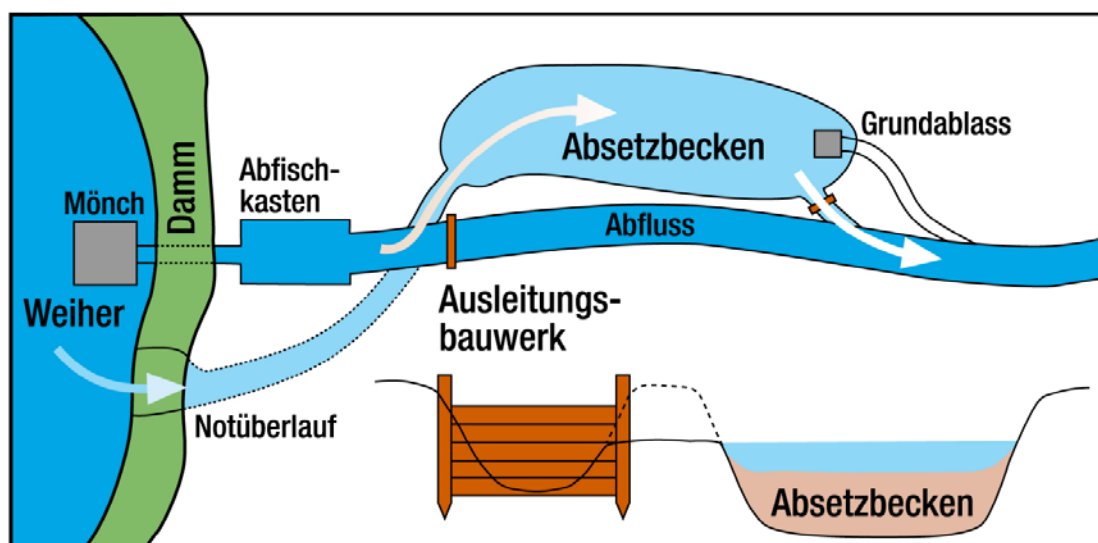 Absetzbecken
Grundablass
Abfisch-
kasten
Damm
Mönch
Abfluss
Weiher
Ausleitungs-
bauwerk
Notüberlauf
Absetzbecken